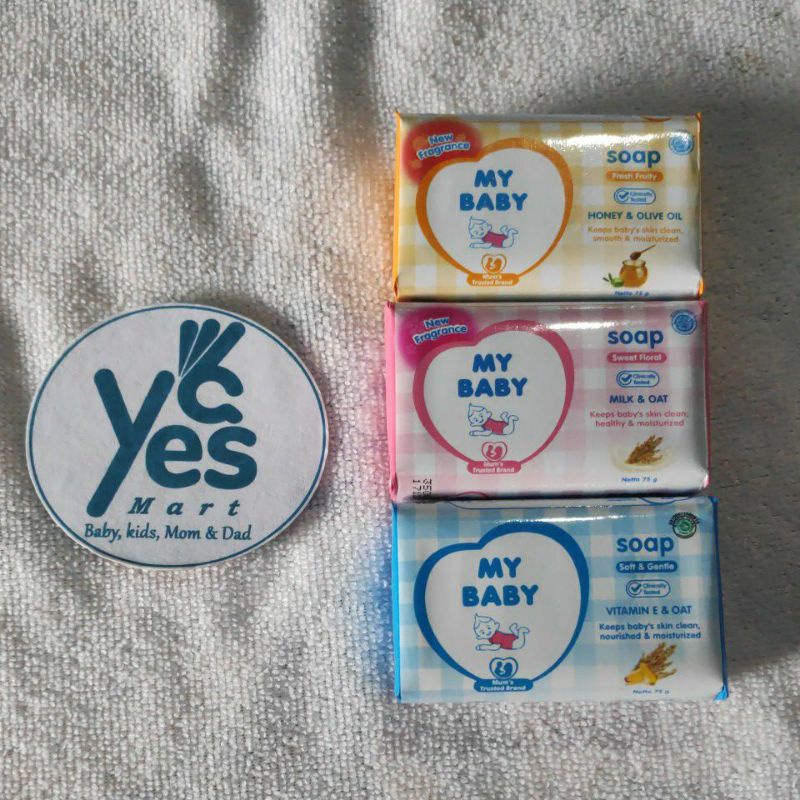 Yes
Mart
Baby, kids, Mom & Dad
New
Fragrance
MY
BABY
Mum's
Trusted Brand
soap
Fresh Fruity
Clinically
Tested
HONEY & OLIVE OIL
Keeps baby's skin clean,
smooth & moisturized
Netto 75 g
New
Fragrance
MY
BABY
Mum's
Trusted Brand
soap
Sweet Floral
Clinically
Tested
MILK & OAT
Keeps baby's skin clean,
healthy & moisturized
Netto 75 g
MY
BABY
Mum's
Trusted Brand
soap
Soft & Gentle
Clinically
Tested
VITAMIN E & OAT
Keeps baby's skin clean,
nourished & moisturized
Netto 75 g